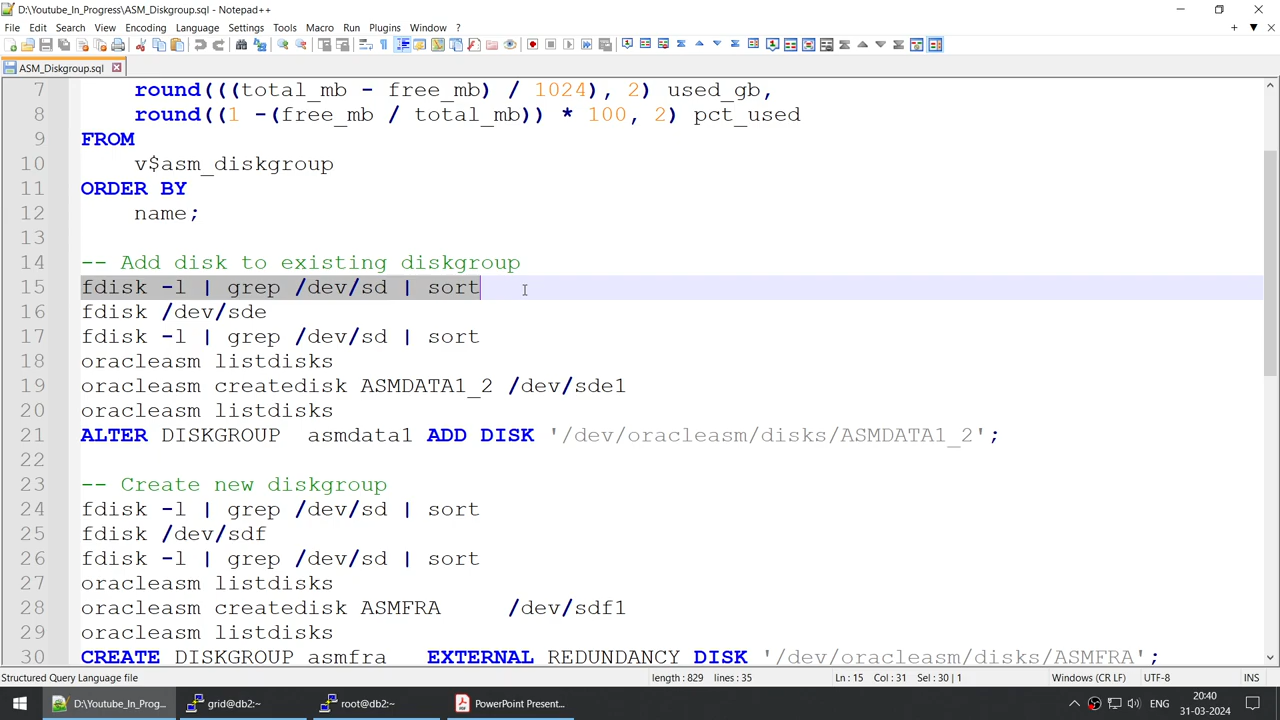 D:\Youtube_In_Progress\ASM_Diskgroup.sql - Notepad++
File Edit Search View Encoding Language Settings Tools Macro Run Plugins Window ?
ASM_Diskgroup.sql
7 round(((total_mb - free_mb) / 1024), 2) used_gb,
8 round((1 -(free_mb / total_mb)) * 100, 2) pct_used
9 FROM
10 v$asm_diskgroup
11 ORDER BY
12 name;
13
14 -- Add disk to existing diskgroup
15 fdisk -l | grep /dev/sd | sort
16 fdisk /dev/sde
17 fdisk -l | grep /dev/sd | sort
18 oracleasm listdisks
19 oracleasm createdisk ASMDATA1_2 /dev/sde1
20 oracleasm listdisks
21 ALTER DISKGROUP asmdata1 ADD DISK '/dev/oracleasm/disks/ASMDATA1_2';
22
23 -- Create new diskgroup
24 fdisk -l | grep /dev/sd | sort
25 fdisk /dev/sdf
26 fdisk -l | grep /dev/sd | sort
27 oracleasm listdisks
28 oracleasm createdisk ASMFRA /dev/sdf1
29 oracleasm listdisks
30 CREATE DISKGROUP asmfra EXTERNAL REDUNDANCY DISK '/dev/oracleasm/disks/ASMFRA';
Structured Query Language file length : 829 lines : 35 Ln : 15 Col : 31 Sel : 30 | 1 Windows (CR LF) UTF-8 INS
D:\Youtube_In_Prog... grid@db2:~ root@db2:~ PowerPoint Present... ENG 20:40
31-03-2024